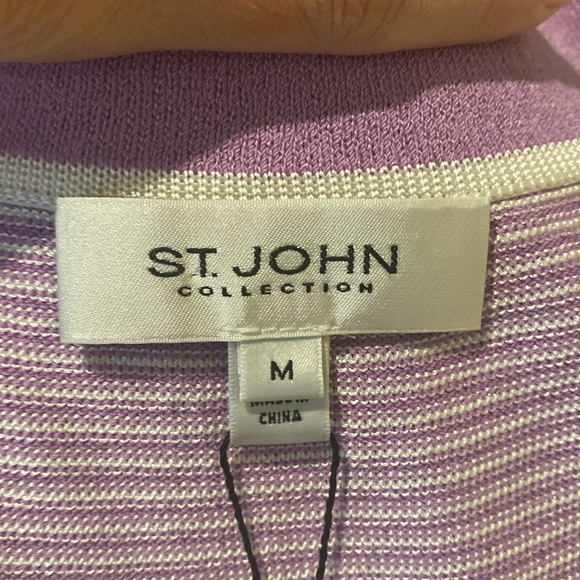 ST. JOHN
COLLECTION
M
MADE IN
CHINA